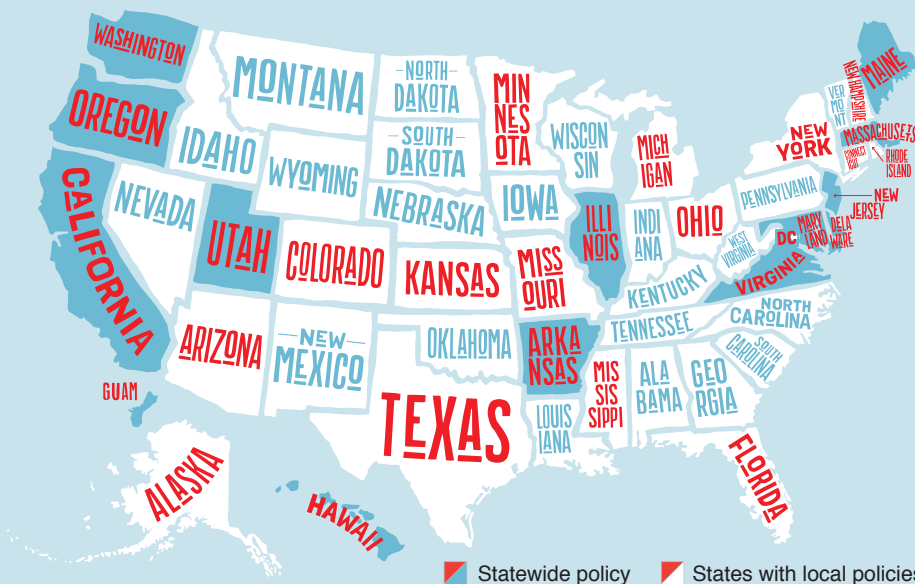 WASHINGTON
OREGON
CALIFORNIA
NEVADA
IDAHO
MONTANA
WYOMING
UTAH
COLORADO
ARIZONA
–NEW–
MEXICO
–NORTH–
DAKOTA
–SOUTH–
DAKOTA
NEBRASKA
KANSAS
OKLAHOMA
TEXAS
MIN
NES
OTA
IOWA
MISS
OURI
ARKA
NSAS
LOUIS
IANA
WISCON
SIN
ILLI
NOIS
MICH
IGAN
INDI
ANA
OHIO
KENTUCKY
TENNESSEE
MIS
SIS
SIPPI
ALA
BAMA
GEO
RGIA
FLORIDA
SOUTH
CAROLINA
NORTH
CAROLINA
VIRGINIA
WEST
VIRGINIA
DC
MARY
LAND
DELA
WARE
PENNSYLVANIA
NEW
JERSEY
NEW
YORK
CONNECT
ICUT
RHODE
ISLAND
MASSACHUSETS
VER
MO
NT
NEW HAMPSHIRE
MAINE
GUAM
ALASKA
HAWAII
Statewide policy
States with local policies